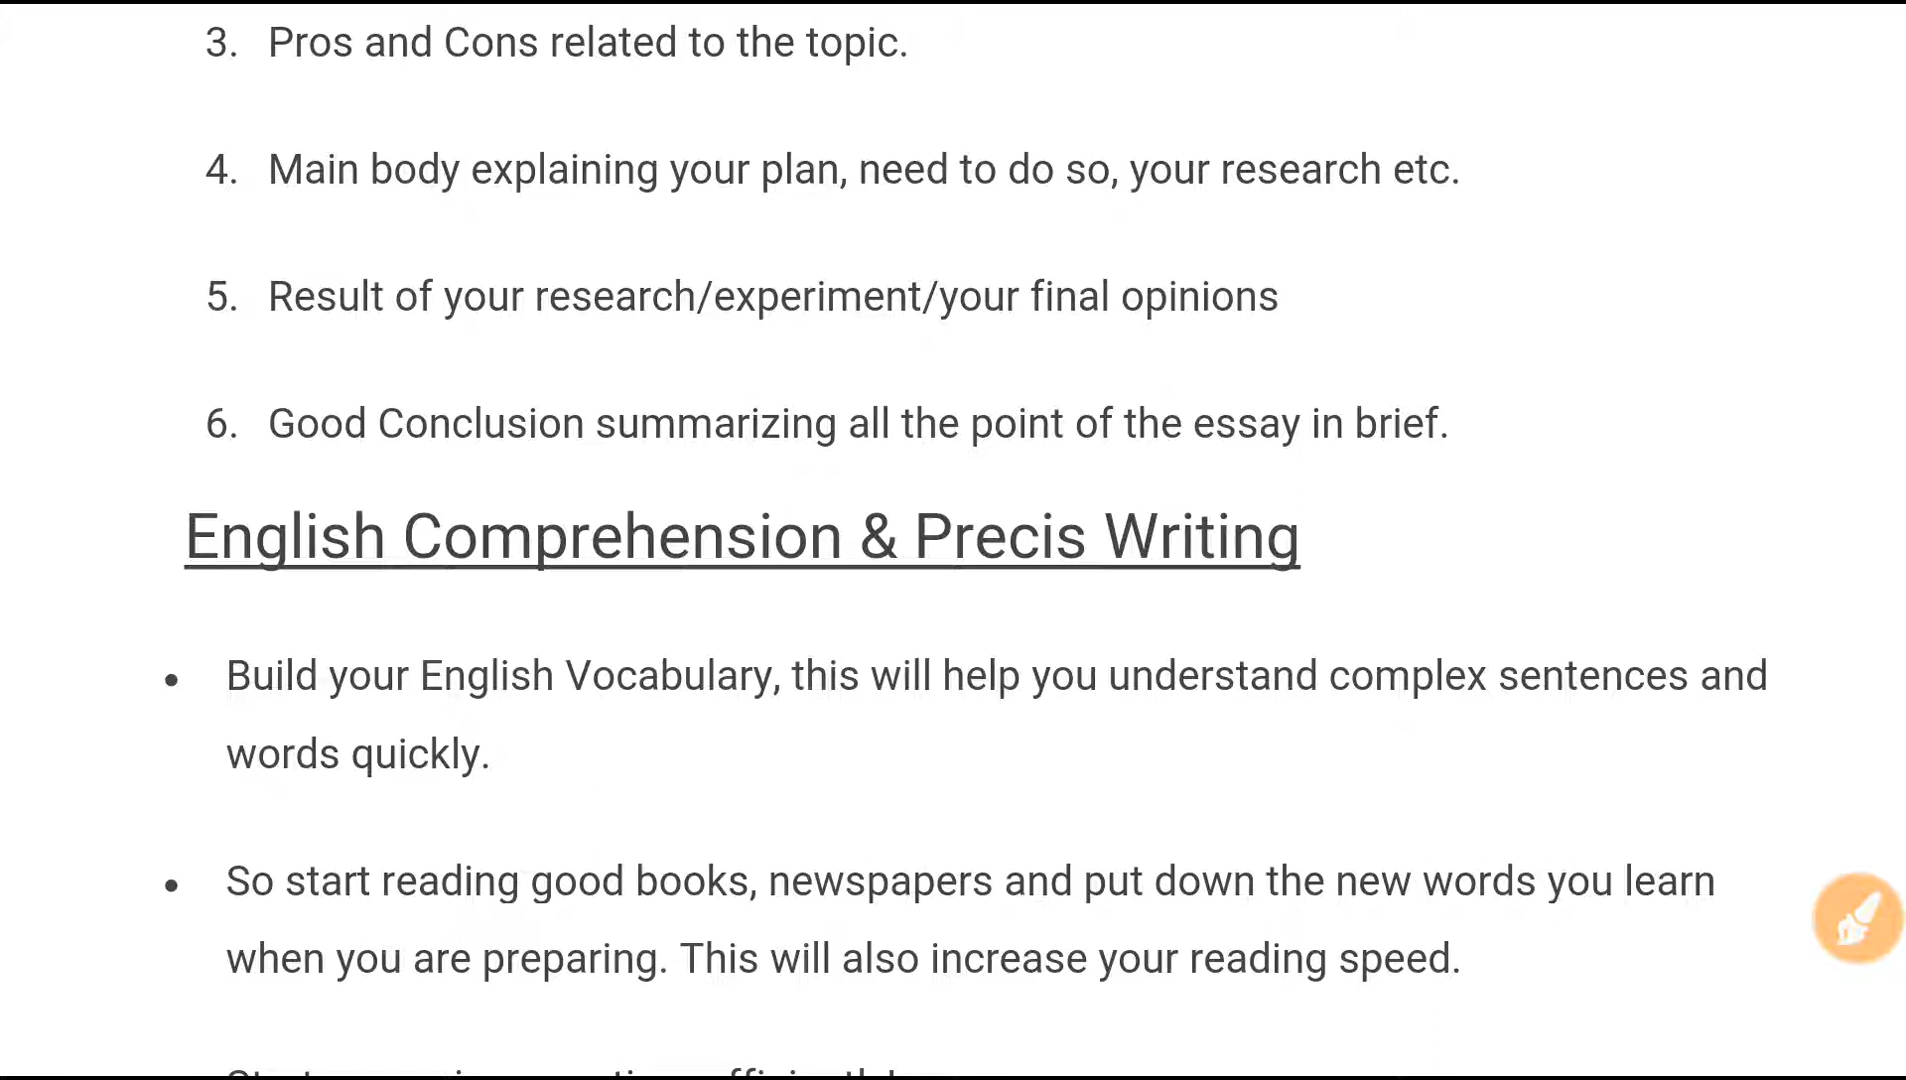 3. Pros and Cons related to the topic.
4. Main body explaining your plan, need to do so, your research etc.
5. Result of your research/experiment/your final opinions
6. Good Conclusion summarizing all the point of the essay in brief.
English Comprehension & Precis Writing
• Build your English Vocabulary, this will help you understand complex sentences and
words quickly.
• So start reading good books, newspapers and put down the new words you learn
when you are preparing. This will also increase your reading speed.